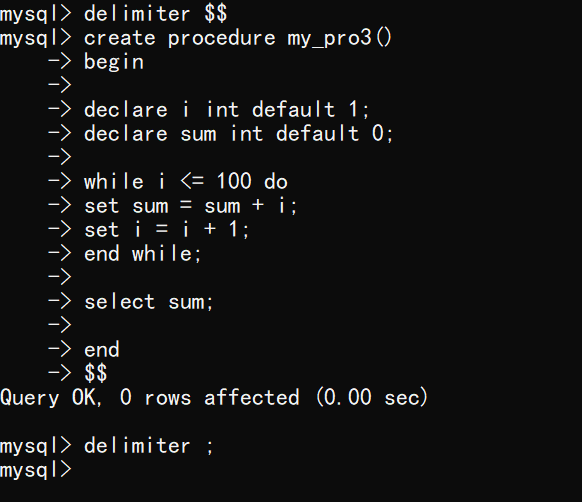 mysql> delimiter $$
mysql> create procedure my_pro3()
    -> begin
    ->
    -> declare i int default 1;
    -> declare sum int default 0;
    ->
    -> while i <= 100 do
    -> set sum = sum + i;
    -> set i = i + 1;
    -> end while;
    ->
    -> select sum;
    ->
    -> end
    -> $$
Query OK, 0 rows affected (0.00 sec)

mysql> delimiter ;
mysql>